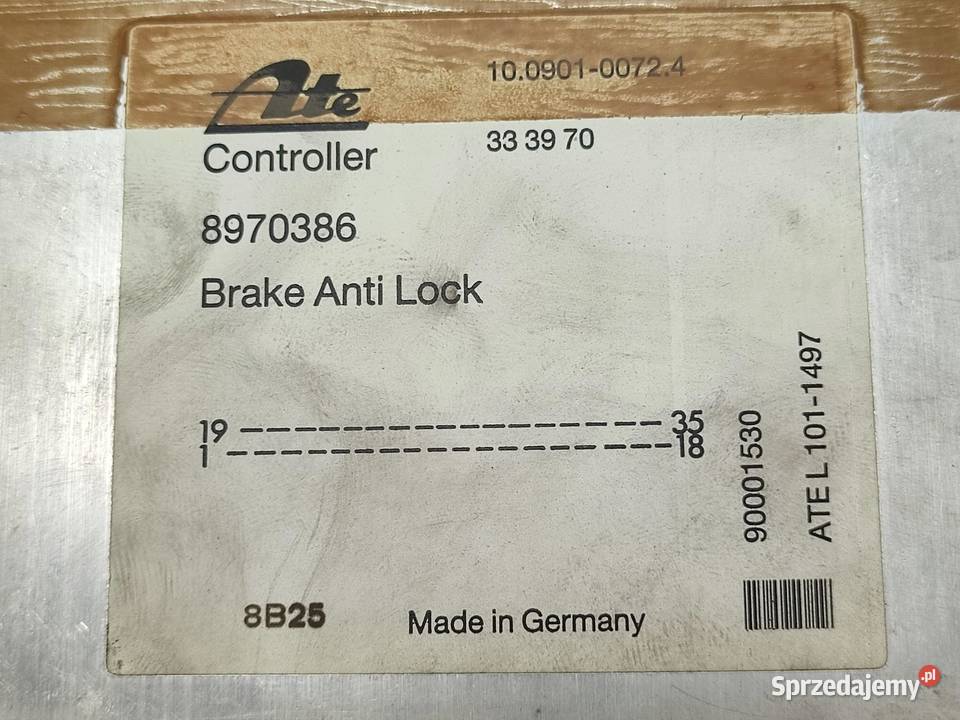 Ate
10.0901-0072.4
Controller
33 39 70
8970386
Brake Anti Lock
19 ------------------ 35
1 ------------------ 18
90001530
ATE L 101-1497
8B25
Made in Germany
Sprzedajemy.pl